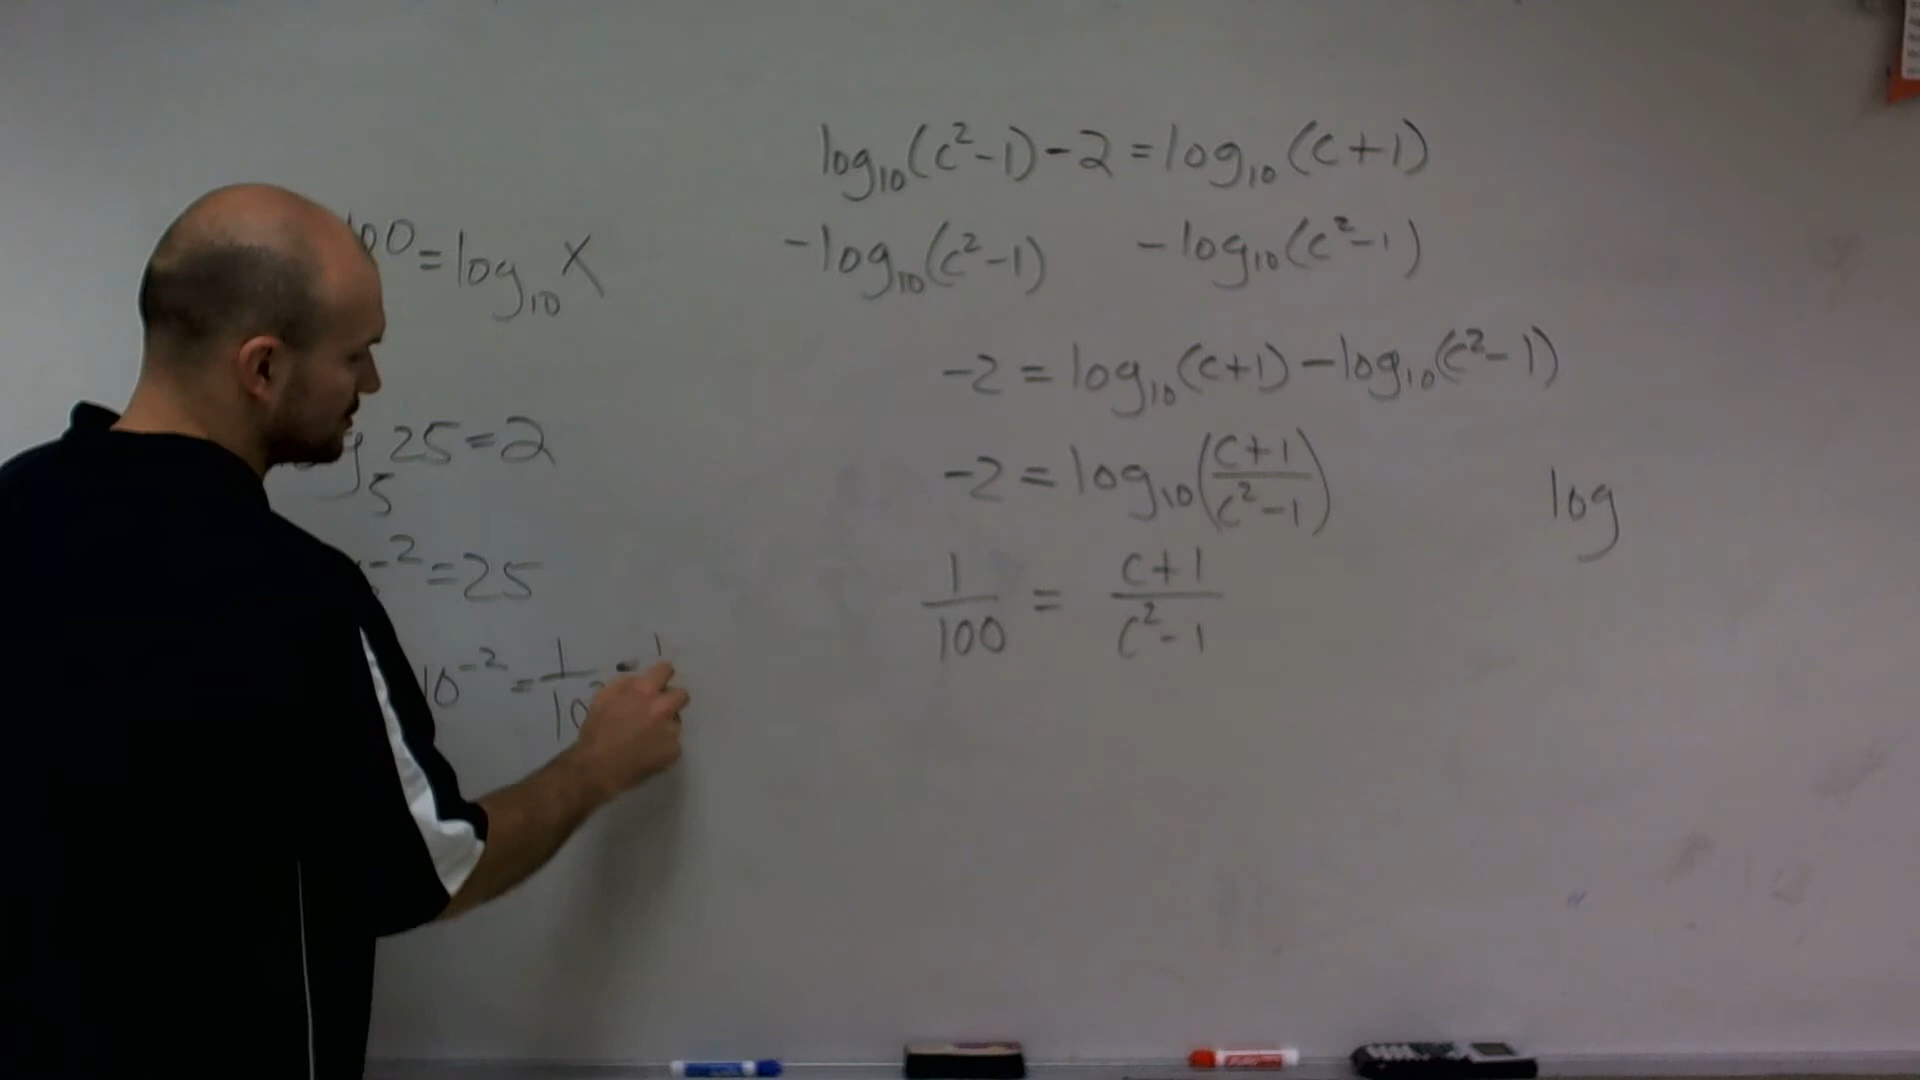 00 = log₁₀ x
25 = 2
5
-2 = 25
10⁻² = 1/10
log₁₀(c²-1) - 2 = log₁₀(c+1)
-log₁₀(c²-1) -log₁₀(c²-1)
-2 = log₁₀(c+1) - log₁₀(c²-1)
-2 = log₁₀((c+1)/(c²-1))
1/100 = (c+1)/(c²-1)
log